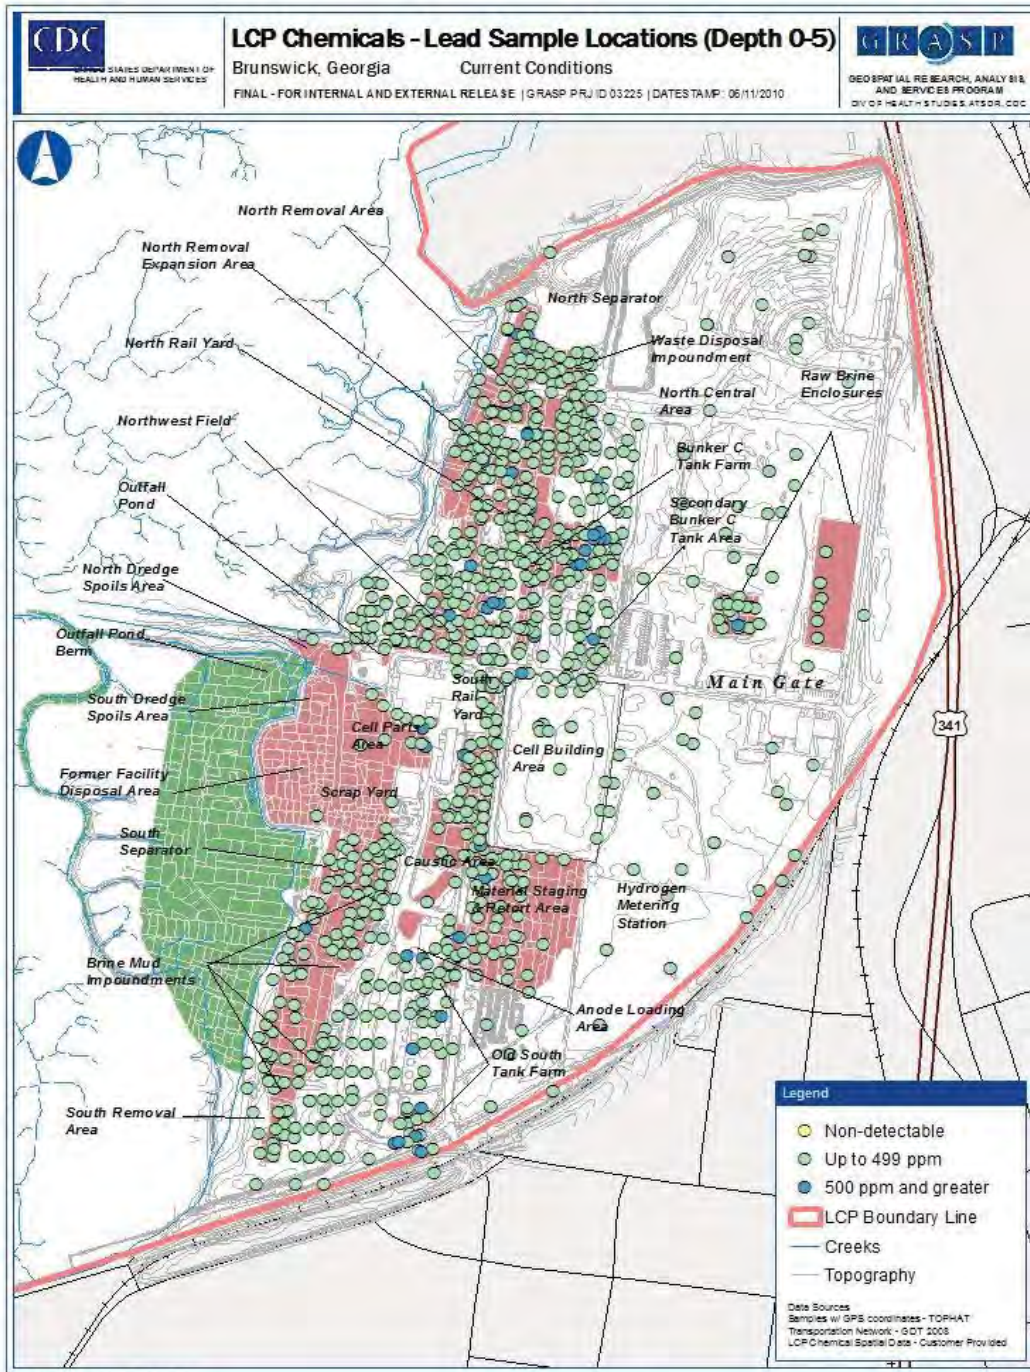 CDC
STATES DEPARTMENT OF
HEALTH AND HUMAN SERVICES
LCP Chemicals - Lead Sample Locations (Depth 0-5)
Brunswick, Georgia Current Conditions
FINAL - FOR INTERNAL AND EXTERNAL RELEASE | GRASP PRJ ID 03225 | DATESTAMP: 06/11/2010
GRASP
GEOSPATIAL RESEARCH, ANALYSIS,
AND SERVICES PROGRAM
DIV OF HEALTH STUDIES, ATSDR, CDC
North Removal Area
North Removal
Expansion Area
North Separator
North Rail Yard
Waste Disposal
Impoundment
Raw Brine
Enclosures
North Central
Area
Northwest Field
Bunker C
Tank Farm
Outfall
Pond
Secondary
Bunker C
Tank Area
North Dredge
Spoils Area
Outfall Pond
Berm
South
Rail
Yard
Main Gate
South Dredge
Spoils Area
Cell Parts
Area
Cell Building
Area
341
Former Facility
Disposal Area
Scrap Yard
South
Separator
Caustic Area
Material Staging
& Retort Area
Hydrogen
Metering
Station
Brine Mud
Impoundments
Anode Loading
Area
Old South
Tank Farm
South Removal
Area
Legend
Non-detectable
Up to 499 ppm
500 ppm and greater
LCP Boundary Line
Creeks
Topography
Data Sources
Samples w/ GPS coordinates - TOPHAT
Transportation Network - GDT 2003
LCP Chemical Spatial Data - Customer Provided